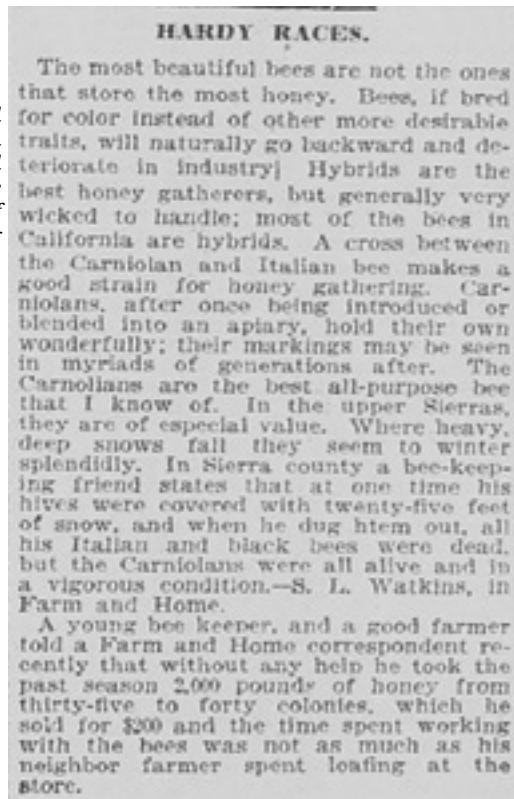 HARDY RACES.
The most beautiful bees are not the ones
that store the most honey. Bees, if bred
for color instead of other more desirable
traits, will naturally go backward and de-
teriorate in industry| Hybrids are the
best honey gatherers, but generally very
wicked to handle; most of the bees in
California are hybrids. A cross between
the Carniolan and Italian bee makes a
good strain for honey gathering. Car-
niolans, after once being introduced or
blended into an apiary, hold their own
wonderfully; their markings may be seen
in myriads of generations after. The
Carnolians are the best all-purpose bee
that I know of. In the upper Sierras,
they are of especial value. Where heavy,
deep snows fall they seem to winter
splendidly. In Sierra county a bee-keep-
ing friend states that at one time his
hives were covered with twenty-five feet
of snow, and when he dug htem out, all
his Italian and black bees were dead,
but the Carniolans were all alive and in
a vigorous condition.—S. L. Watkins, in
Farm and Home.
A young bee keeper, and a good farmer
told a Farm and Home correspondent re-
cently that without any help he took the
past season 2,000 pounds of honey from
thirty-five to forty colonies, which he
sold for $200 and the time spent working
with the bees was not as much as his
neighbor farmer spent loafing at the
store.